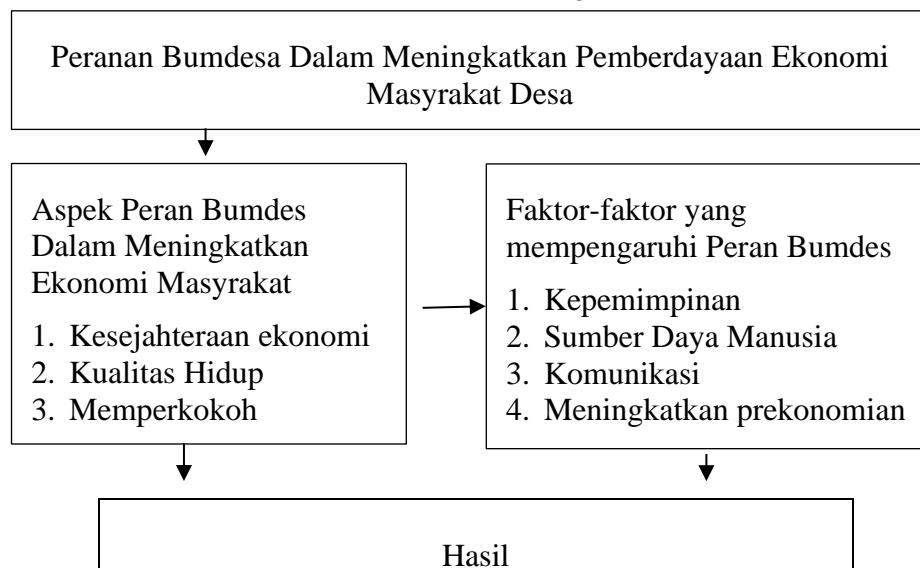 Peranan Bumdesa Dalam Meningkatkan Pemberdayaan Ekonomi
Masyrakat Desa
Aspek Peran Bumdes
Dalam Meningkatkan
Ekonomi Masyrakat
1. Kesejahteraan ekonomi
2. Kualitas Hidup
3. Memperkokoh
Faktor-faktor yang
mempengaruhi Peran Bumdes
1. Kepemimpinan
2. Sumber Daya Manusia
3. Komunikasi
4. Meningkatkan prekonomian
Hasil